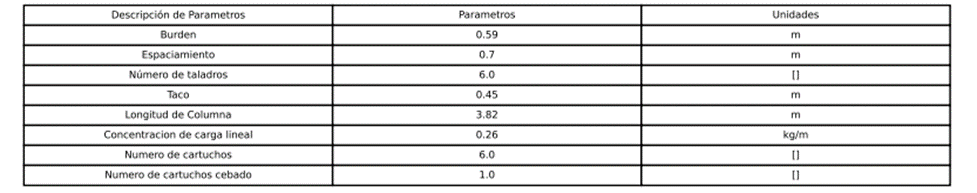 Descripción de Parametros Parametros Unidades
Burden 0.59 m
Espaciamiento 0.7 m
Número de taladros 6.0 []
Taco 0.45 m
Longitud de Columna 3.82 m
Concentracion de carga lineal 0.26 kg/m
Numero de cartuchos 6.0 []
Numero de cartuchos cebado 1.0 []